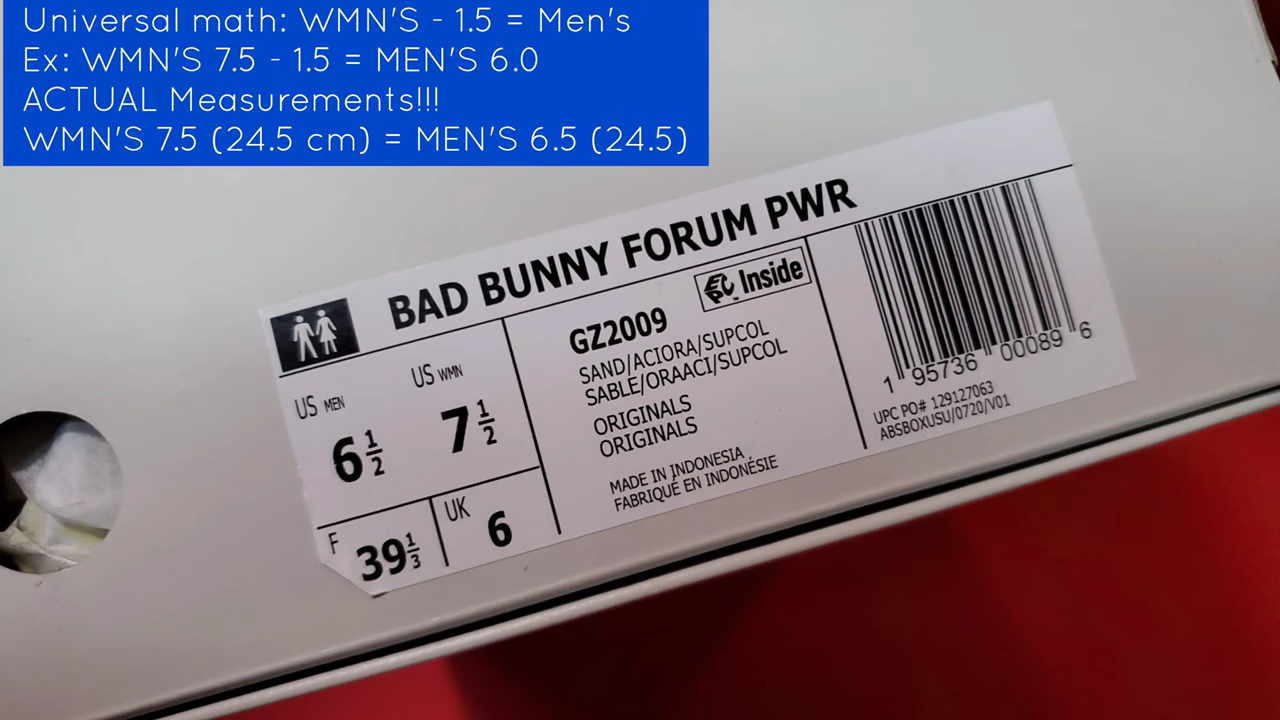 Universal math: WMN'S - 1.5 = Men's
Ex: WMN'S 7.5 - 1.5 = MEN'S 6.0
ACTUAL Measurements!!!
WMN'S 7.5 (24.5 cm) = MEN'S 6.5 (24.5)
BAD BUNNY FORUM PWR
US MEN
6 1/2
US WMN
7 1/2
F 39 1/3
UK 6
EPC Inside
GZ2009
SAND/ACIORA/SUPCOL
SABLE/ORAACI/SUPCOL
ORIGINALS
ORIGINALS
MADE IN INDONESIA
FABRIQUÉ EN INDONÉSIE
1 95736 00089 6
UPC PO# 129127063
ABSBOXUSU/0720/V01